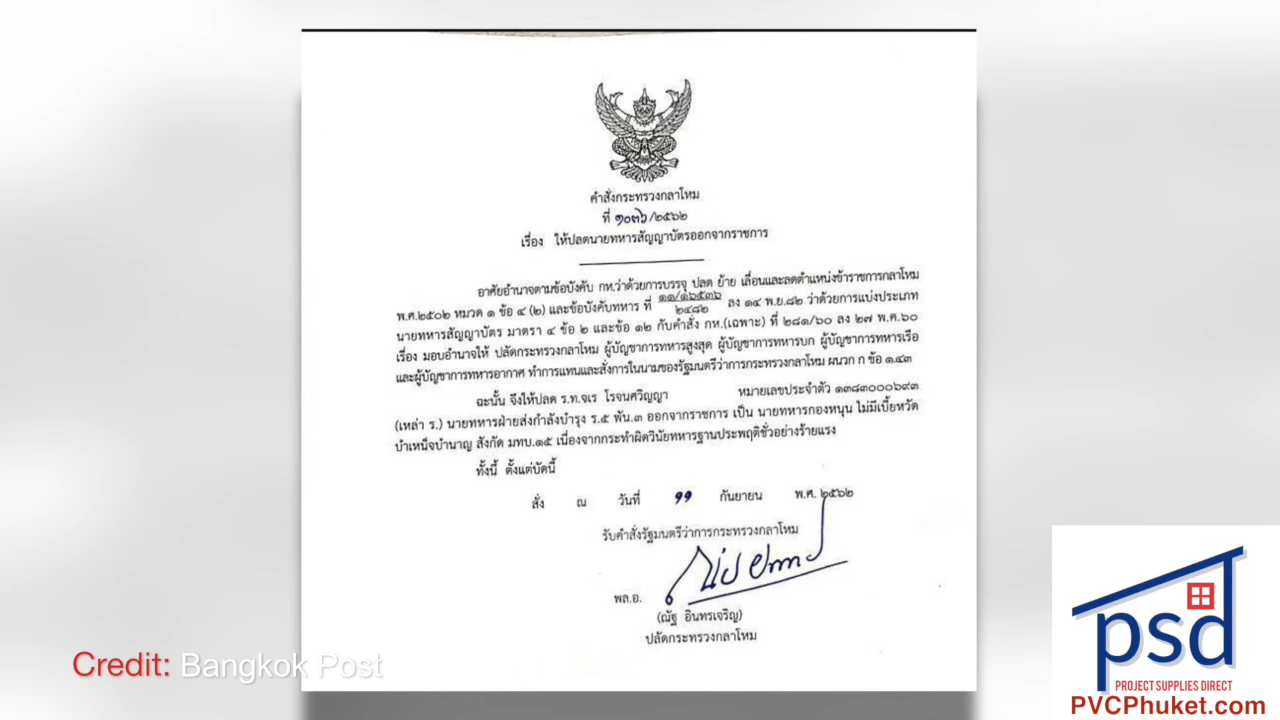 คำสั่งกระทรวงกลาโหม
ที่ ๑๐๓๖/๒๕๖๒
เรื่อง ให้ปลดนายทหารสัญญาบัตรออกจากราชการ
อาศัยอำนาจตามข้อบังคับ กห.ว่าด้วยการบรรจุ ปลด ย้าย เลื่อนและลดตำแหน่งข้าราชการกลาโหม
พ.ศ.๒๕๐๒ หมวด ๑ ข้อ ๔ (๒) และข้อบังคับทหาร ที่ ๑๑/๑๖๕๓๖ ลง ๑๔ พ.ย.๘๒ ว่าด้วยการแบ่งประเภท
๒๔๘๒
นายทหารสัญญาบัตร มาตรา ๔ ข้อ ๒ และข้อ ๑๒ กับคำสั่ง กห.(เฉพาะ) ที่ ๒๘๑/๖๐ ลง ๒๗ พ.ค.๖๐
เรื่อง มอบอำนาจให้ ปลัดกระทรวงกลาโหม ผู้บัญชาการทหารสูงสุด ผู้บัญชาการทหารบก ผู้บัญชาการทหารเรือ
และผู้บัญชาการทหารอากาศ ทำการแทนและสั่งการในนามของรัฐมนตรีว่าการกระทรวงกลาโหม ผนวก ก ข้อ ๑.๔๓
ฉะนั้น จึงให้ปลด ร.ท.จเร โรจนศวิญญา หมายเลขประจำตัว ๑๓๘๓๐๐๐๖๙๓
(เหล่า ร.) นายทหารฝ่ายส่งกำลังบำรุง ร.๕ พัน.๓ ออกจากราชการ เป็น นายทหารกองหนุน ไม่มีเบี้ยหวัด
บำเหน็จบำนาญ สังกัด มทบ.๑๕ เนื่องจากกระทำผิดวินัยทหารฐานประพฤติชั่วอย่างร้ายแรง
ทั้งนี้ ตั้งแต่บัดนี้
สั่ง ณ วันที่ ๑๑ กันยายน พ.ศ. ๒๕๖๒
รับคำสั่งรัฐมนตรีว่าการกระทรวงกลาโหม
พล.อ.
(ณัฐ อินทรเจริญ)
ปลัดกระทรวงกลาโหม
Credit: Bangkok Post
psd
PROJECT SUPPLIES DIRECT
PVCPhuket.com